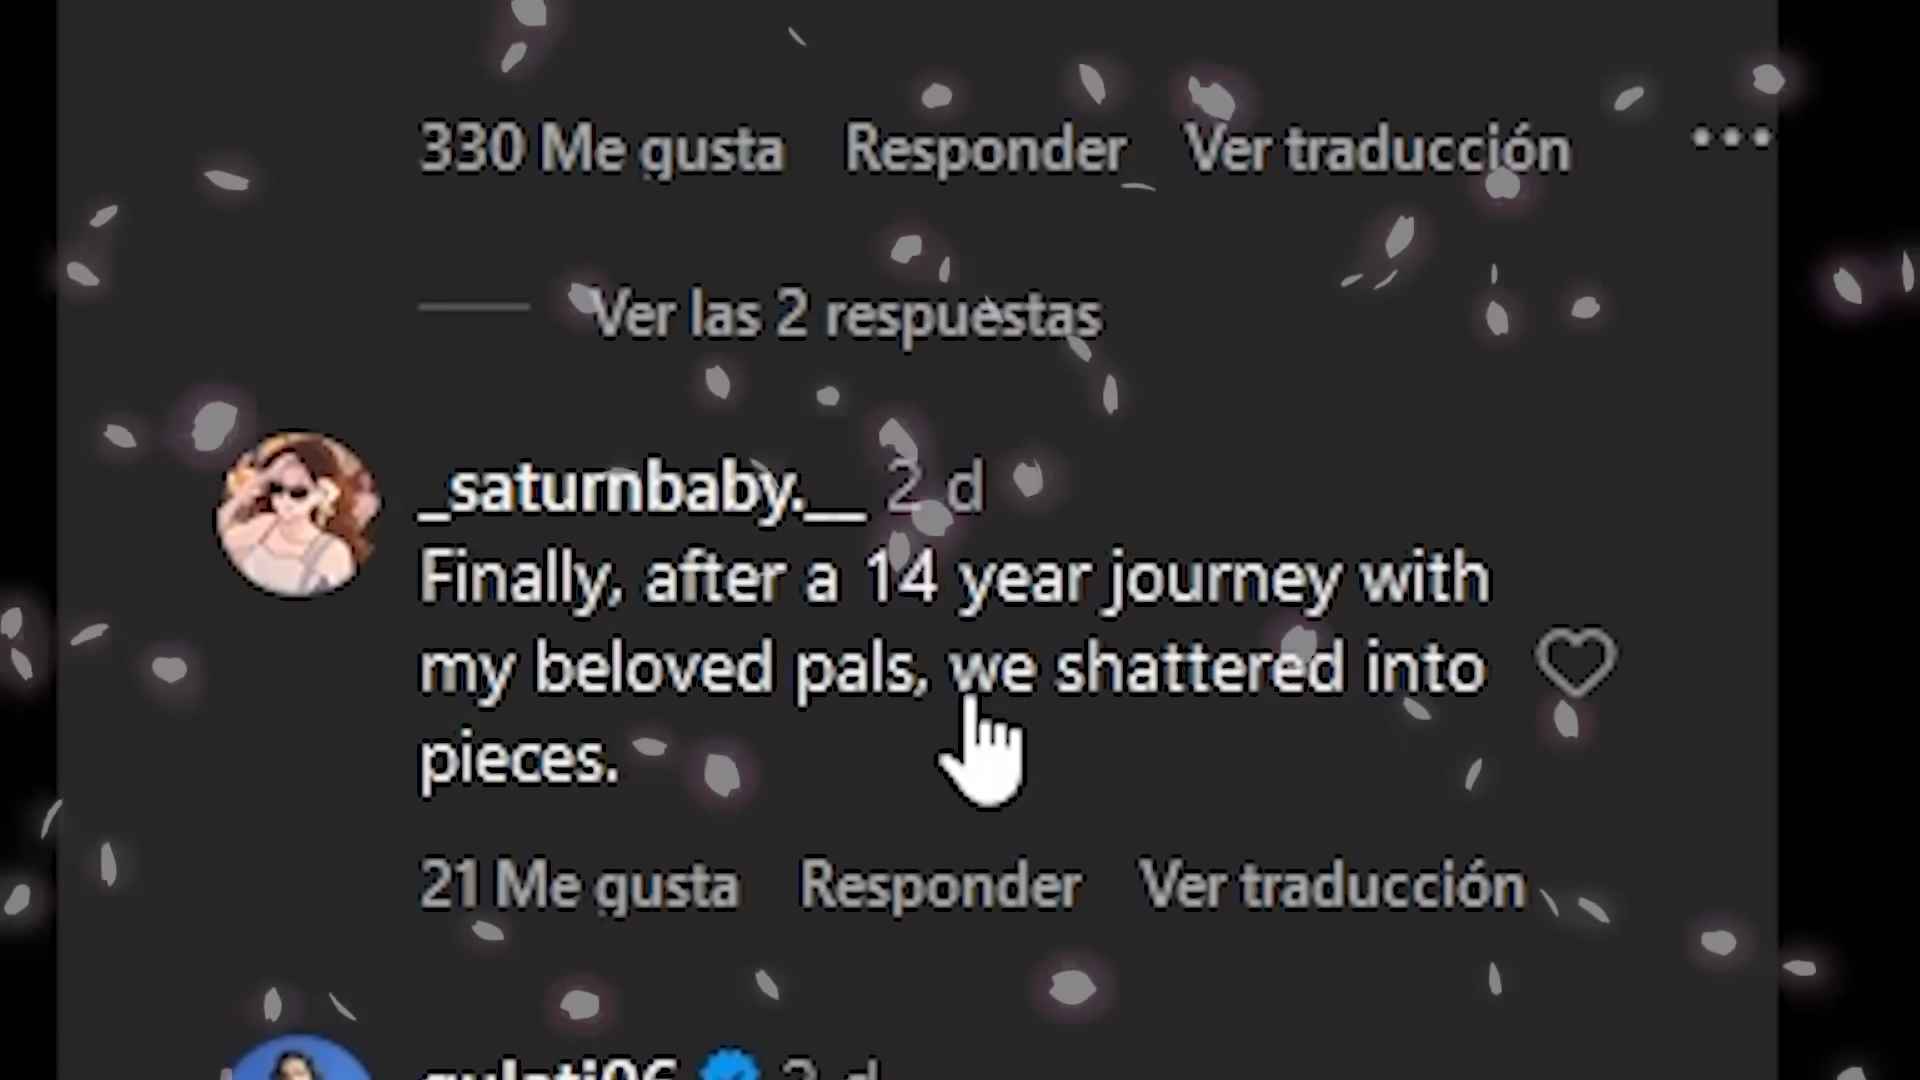 330 Me gusta Responder Ver traducción
Ver las 2 respuestas
_saturnbaby.__ 2 d
Finally, after a 14 year journey with
my beloved pals, we shattered into
pieces.
21 Me gusta Responder Ver traducción